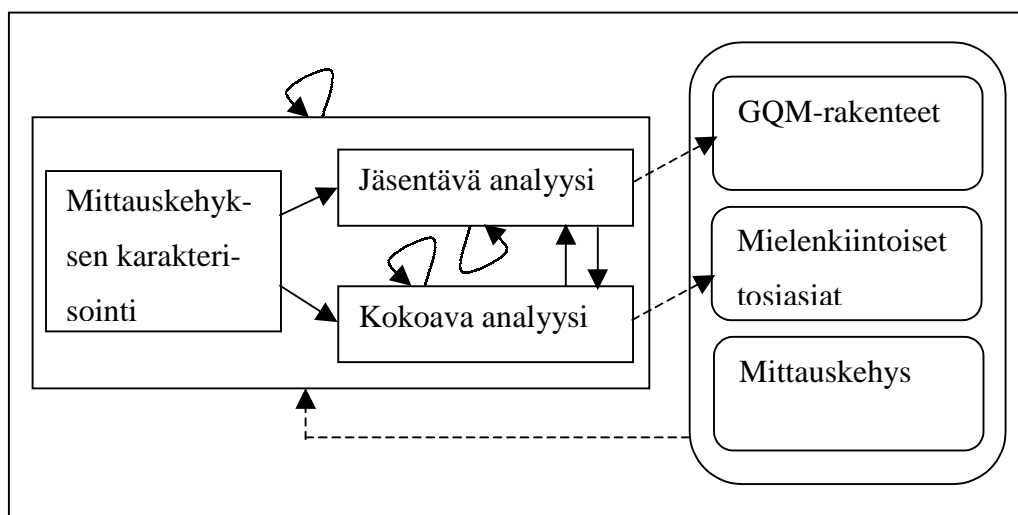 Mittauskehyk-
sen karakteri-
sointi
Jäsentävä analyysi
Kokoava analyysi
GQM-rakenteet
Mielenkiintoiset
tosiasiat
Mittauskehys